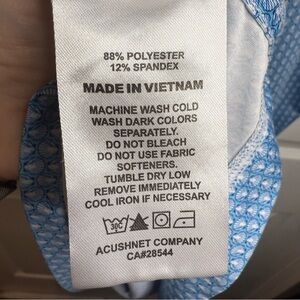 88% POLYESTER
12% SPANDEX
MADE IN VIETNAM
MACHINE WASH COLD
WASH DARK COLORS
SEPARATELY.
DO NOT BLEACH
DO NOT USE FABRIC
SOFTENERS.
TUMBLE DRY LOW
REMOVE IMMEDIATELY
COOL IRON IF NECESSARY
30C
ACUSHNET COMPANY
CA#28544